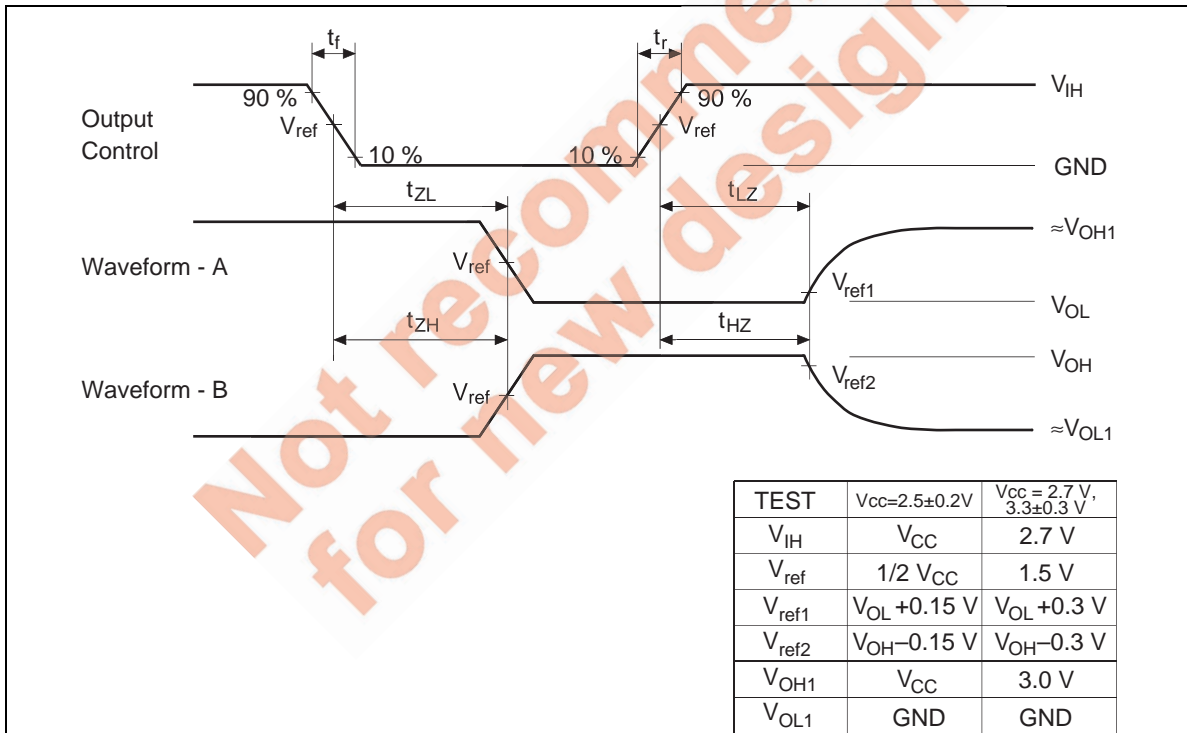 tf
tr
90 %
90 %
VIH
Output
Control
Vref
Vref
10 %
10 %
GND
tZL
tLZ
≈VOH1
Waveform - A
Vref
Vref1
VOL
tZH
tHZ
VOH
Vref2
Waveform - B
Vref
≈VOL1
TEST Vcc=2.5±0.2V Vcc = 2.7 V, 3.3±0.3 V
VIH VCC 2.7 V
Vref 1/2 VCC 1.5 V
Vref1 VOL +0.15 V VOL +0.3 V
Vref2 VOH–0.15 V VOH–0.3 V
VOH1 VCC 3.0 V
VOL1 GND GND
Not recomme
for new design